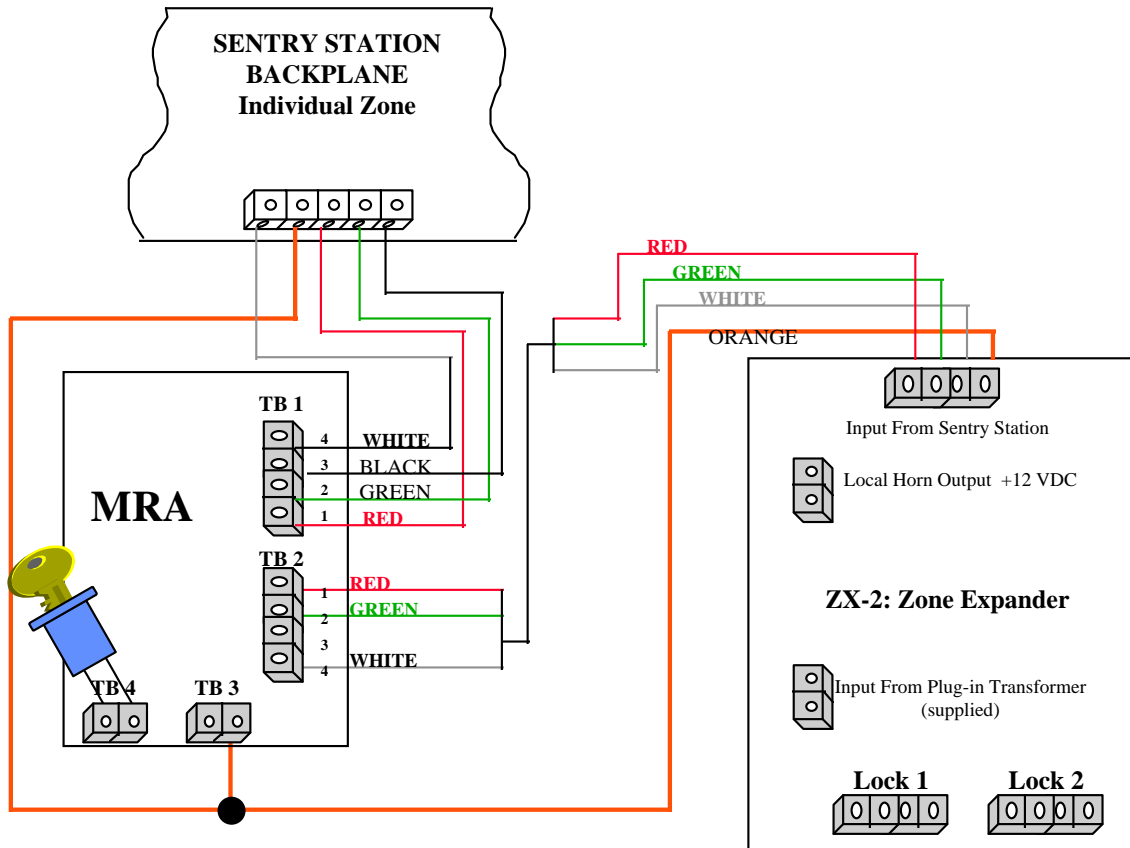 SENTRY STATION
BACKPLANE
Individual Zone
RED
GREEN
WHITE
ORANGE
TB 1
4 WHITE
3 BLACK
2 GREEN
1 RED
MRA
TB 2
1 RED
2 GREEN
3
4 WHITE
TB 4
TB 3
Input From Sentry Station
Local Horn Output +12 VDC
ZX-2: Zone Expander
Input From Plug-in Transformer
(supplied)
Lock 1
Lock 2